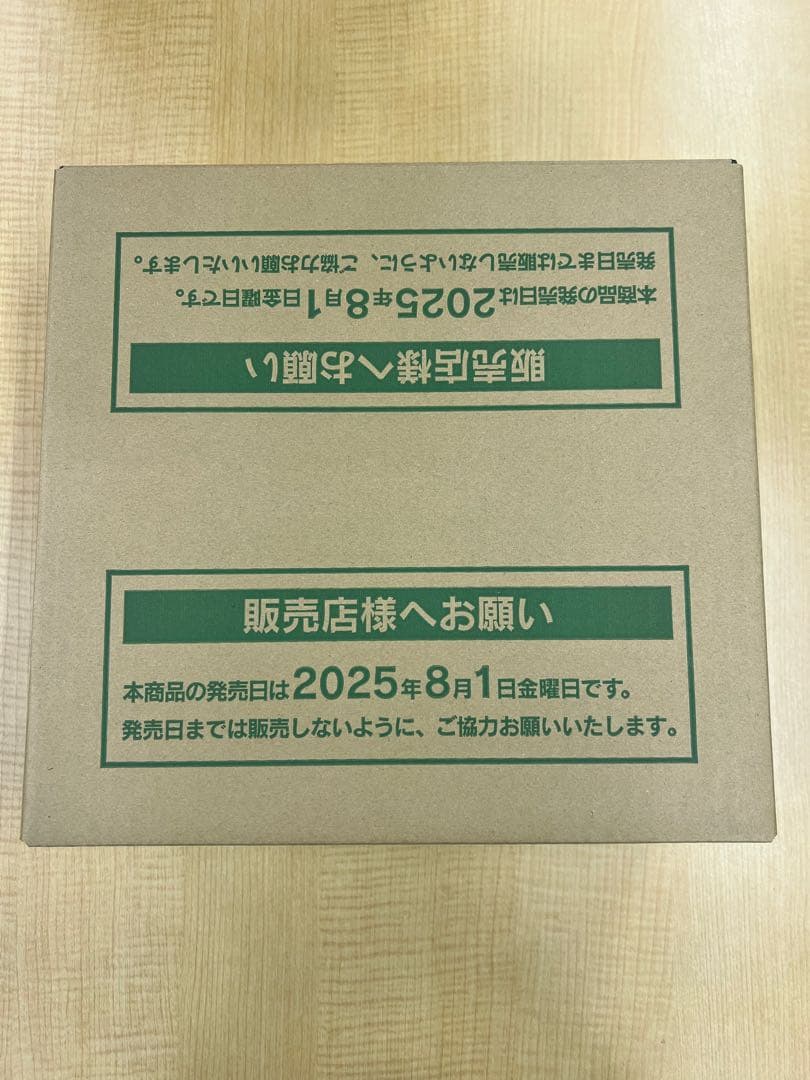 販売店様へお願い
本商品の発売日は2025年8月1日金曜日です。
発売日までは販売しないように、ご協力お願いいたします。
販売店様へお願い
本商品の発売日は2025年8月1日金曜日です。
発売日までは販売しないように、ご協力お願いいたします。